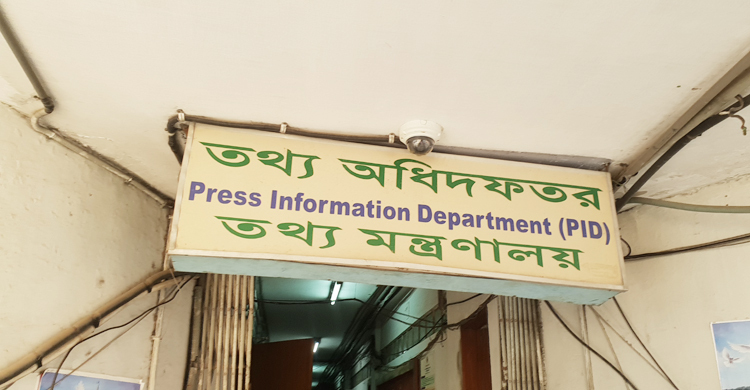 তথ্য অধিদফতর
Press Information Department (PID)
তথ্য মন্ত্রণালয়